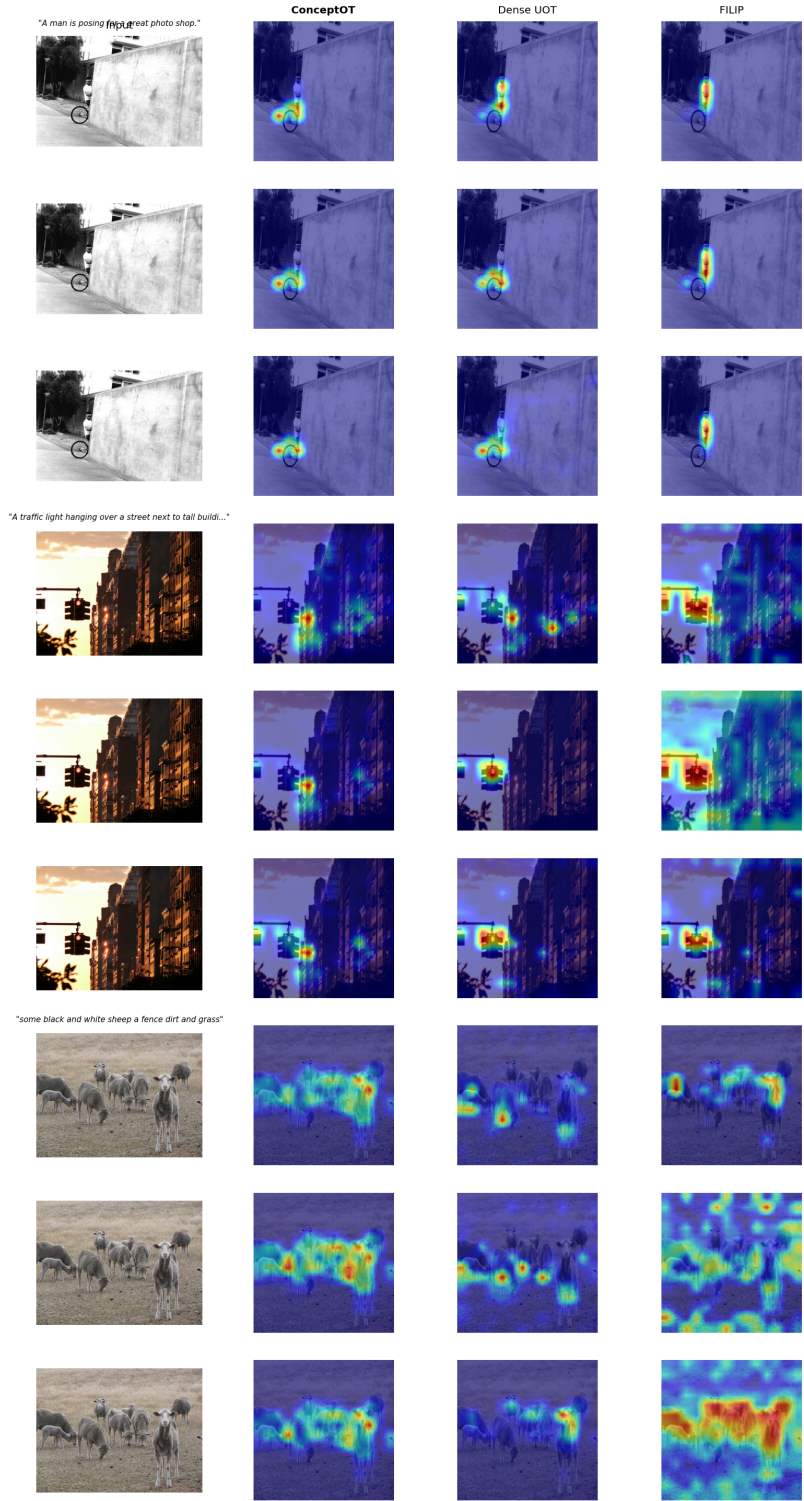 ConceptOT
Dense UOT
FILIP
"A man is posing for a great photo shop."
Input
"A traffic light hanging over a street next to tall buildi..."
"some black and white sheep a fence dirt and grass"